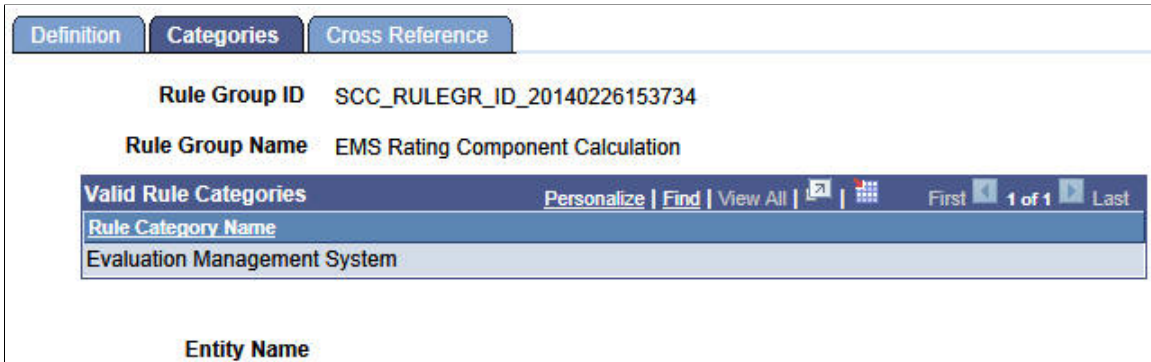 Definition Categories Cross Reference
Rule Group ID SCC_RULEGR_ID_20140226153734
Rule Group Name EMS Rating Component Calculation
Valid Rule Categories Personalize | Find | View All | | First 1 of 1 Last
Rule Category Name
Evaluation Management System
Entity Name